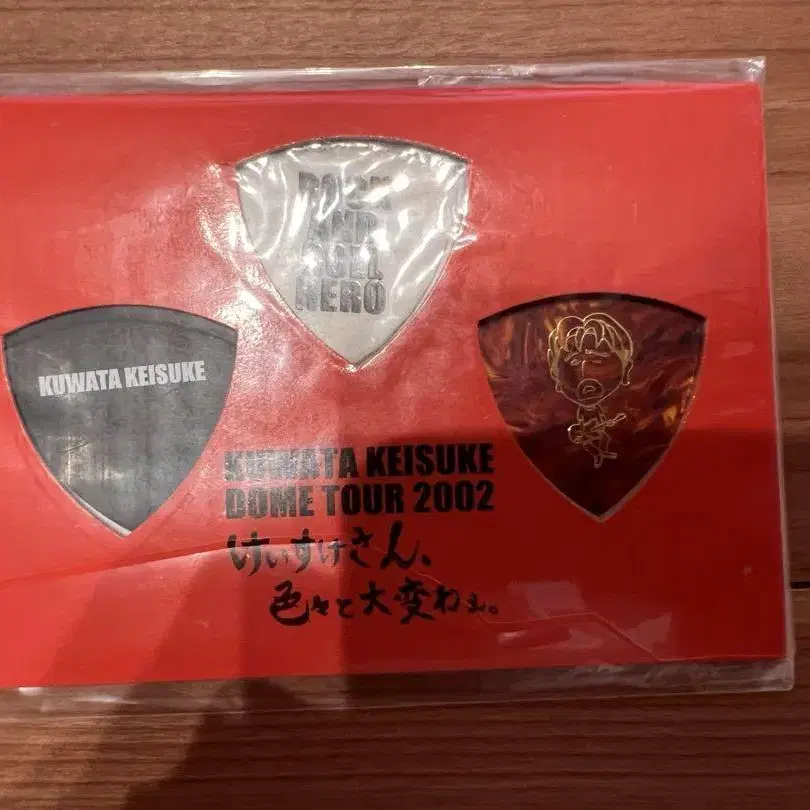 ROCK
AND
ROLL
HERO
KUWATA KEISUKE
KUWATA KEISUKE
DOME TOUR 2002
けいすけさん、
色々と大変ねぇ。